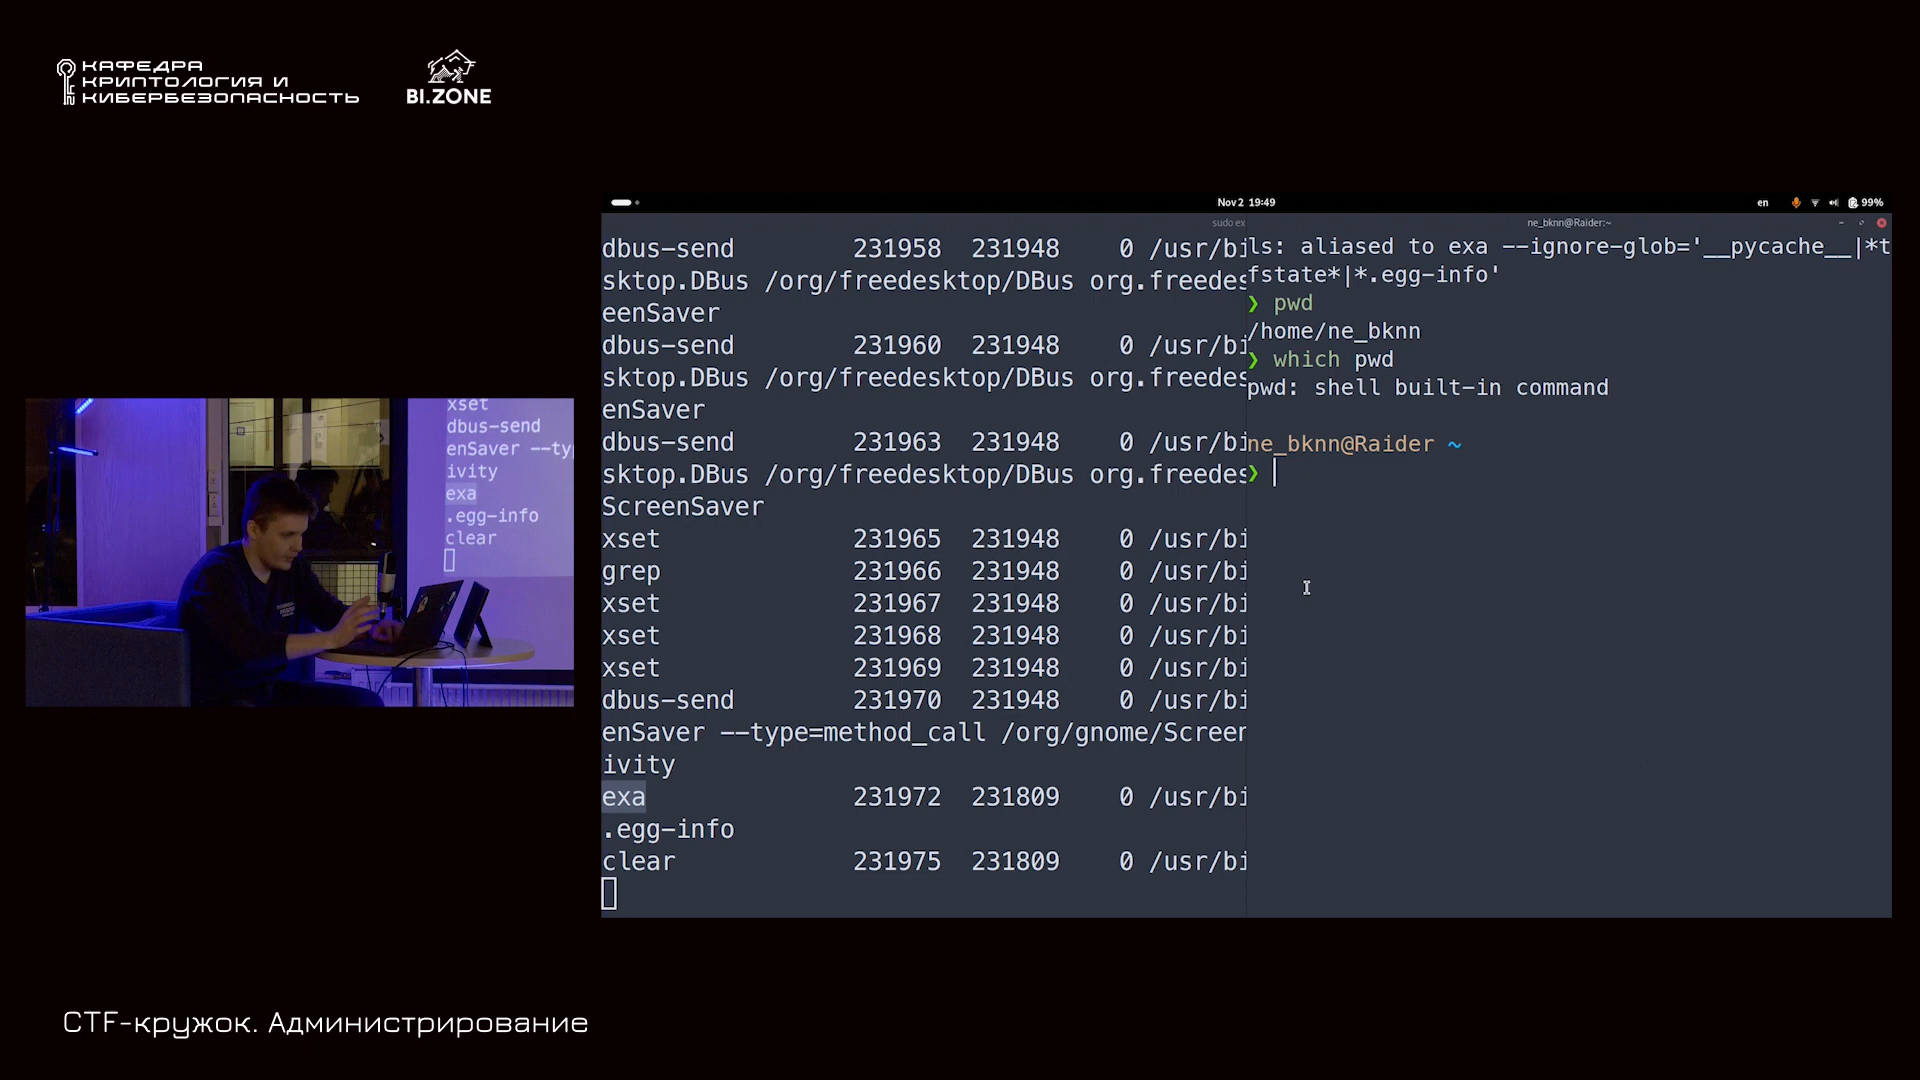 КАФЕДРА
КРИПТОЛОГИЯ И
КИБЕРБЕЗОПАСНОСТЬ
BI.ZONE
Nov 2 19:49
en
99%
sudo ex
ne_bknn@Raider:~
dbus-send 231958 231948 0 /usr/bi
sktop.DBus /org/freedesktop/DBus org.freedes
eenSaver
dbus-send 231960 231948 0 /usr/bi
sktop.DBus /org/freedesktop/DBus org.freedes
enSaver
dbus-send 231963 231948 0 /usr/bi
sktop.DBus /org/freedesktop/DBus org.freedes
ScreenSaver
xset 231965 231948 0 /usr/bi
grep 231966 231948 0 /usr/bi
xset 231967 231948 0 /usr/bi
xset 231968 231948 0 /usr/bi
xset 231969 231948 0 /usr/bi
dbus-send 231970 231948 0 /usr/bi
enSaver --type=method_call /org/gnome/Screen
ivity
exa 231972 231809 0 /usr/bi
.egg-info
clear 231975 231809 0 /usr/bi
ls: aliased to exa --ignore-glob='__pycache__|*t
fstate*|*.egg-info'
❯ pwd
/home/ne_bknn
❯ which pwd
pwd: shell built-in command
ne_bknn@Raider ~
❯
xset
dbus-send
enSaver --ty
ivity
exa
.egg-info
clear
CTF-кружок. Администрирование